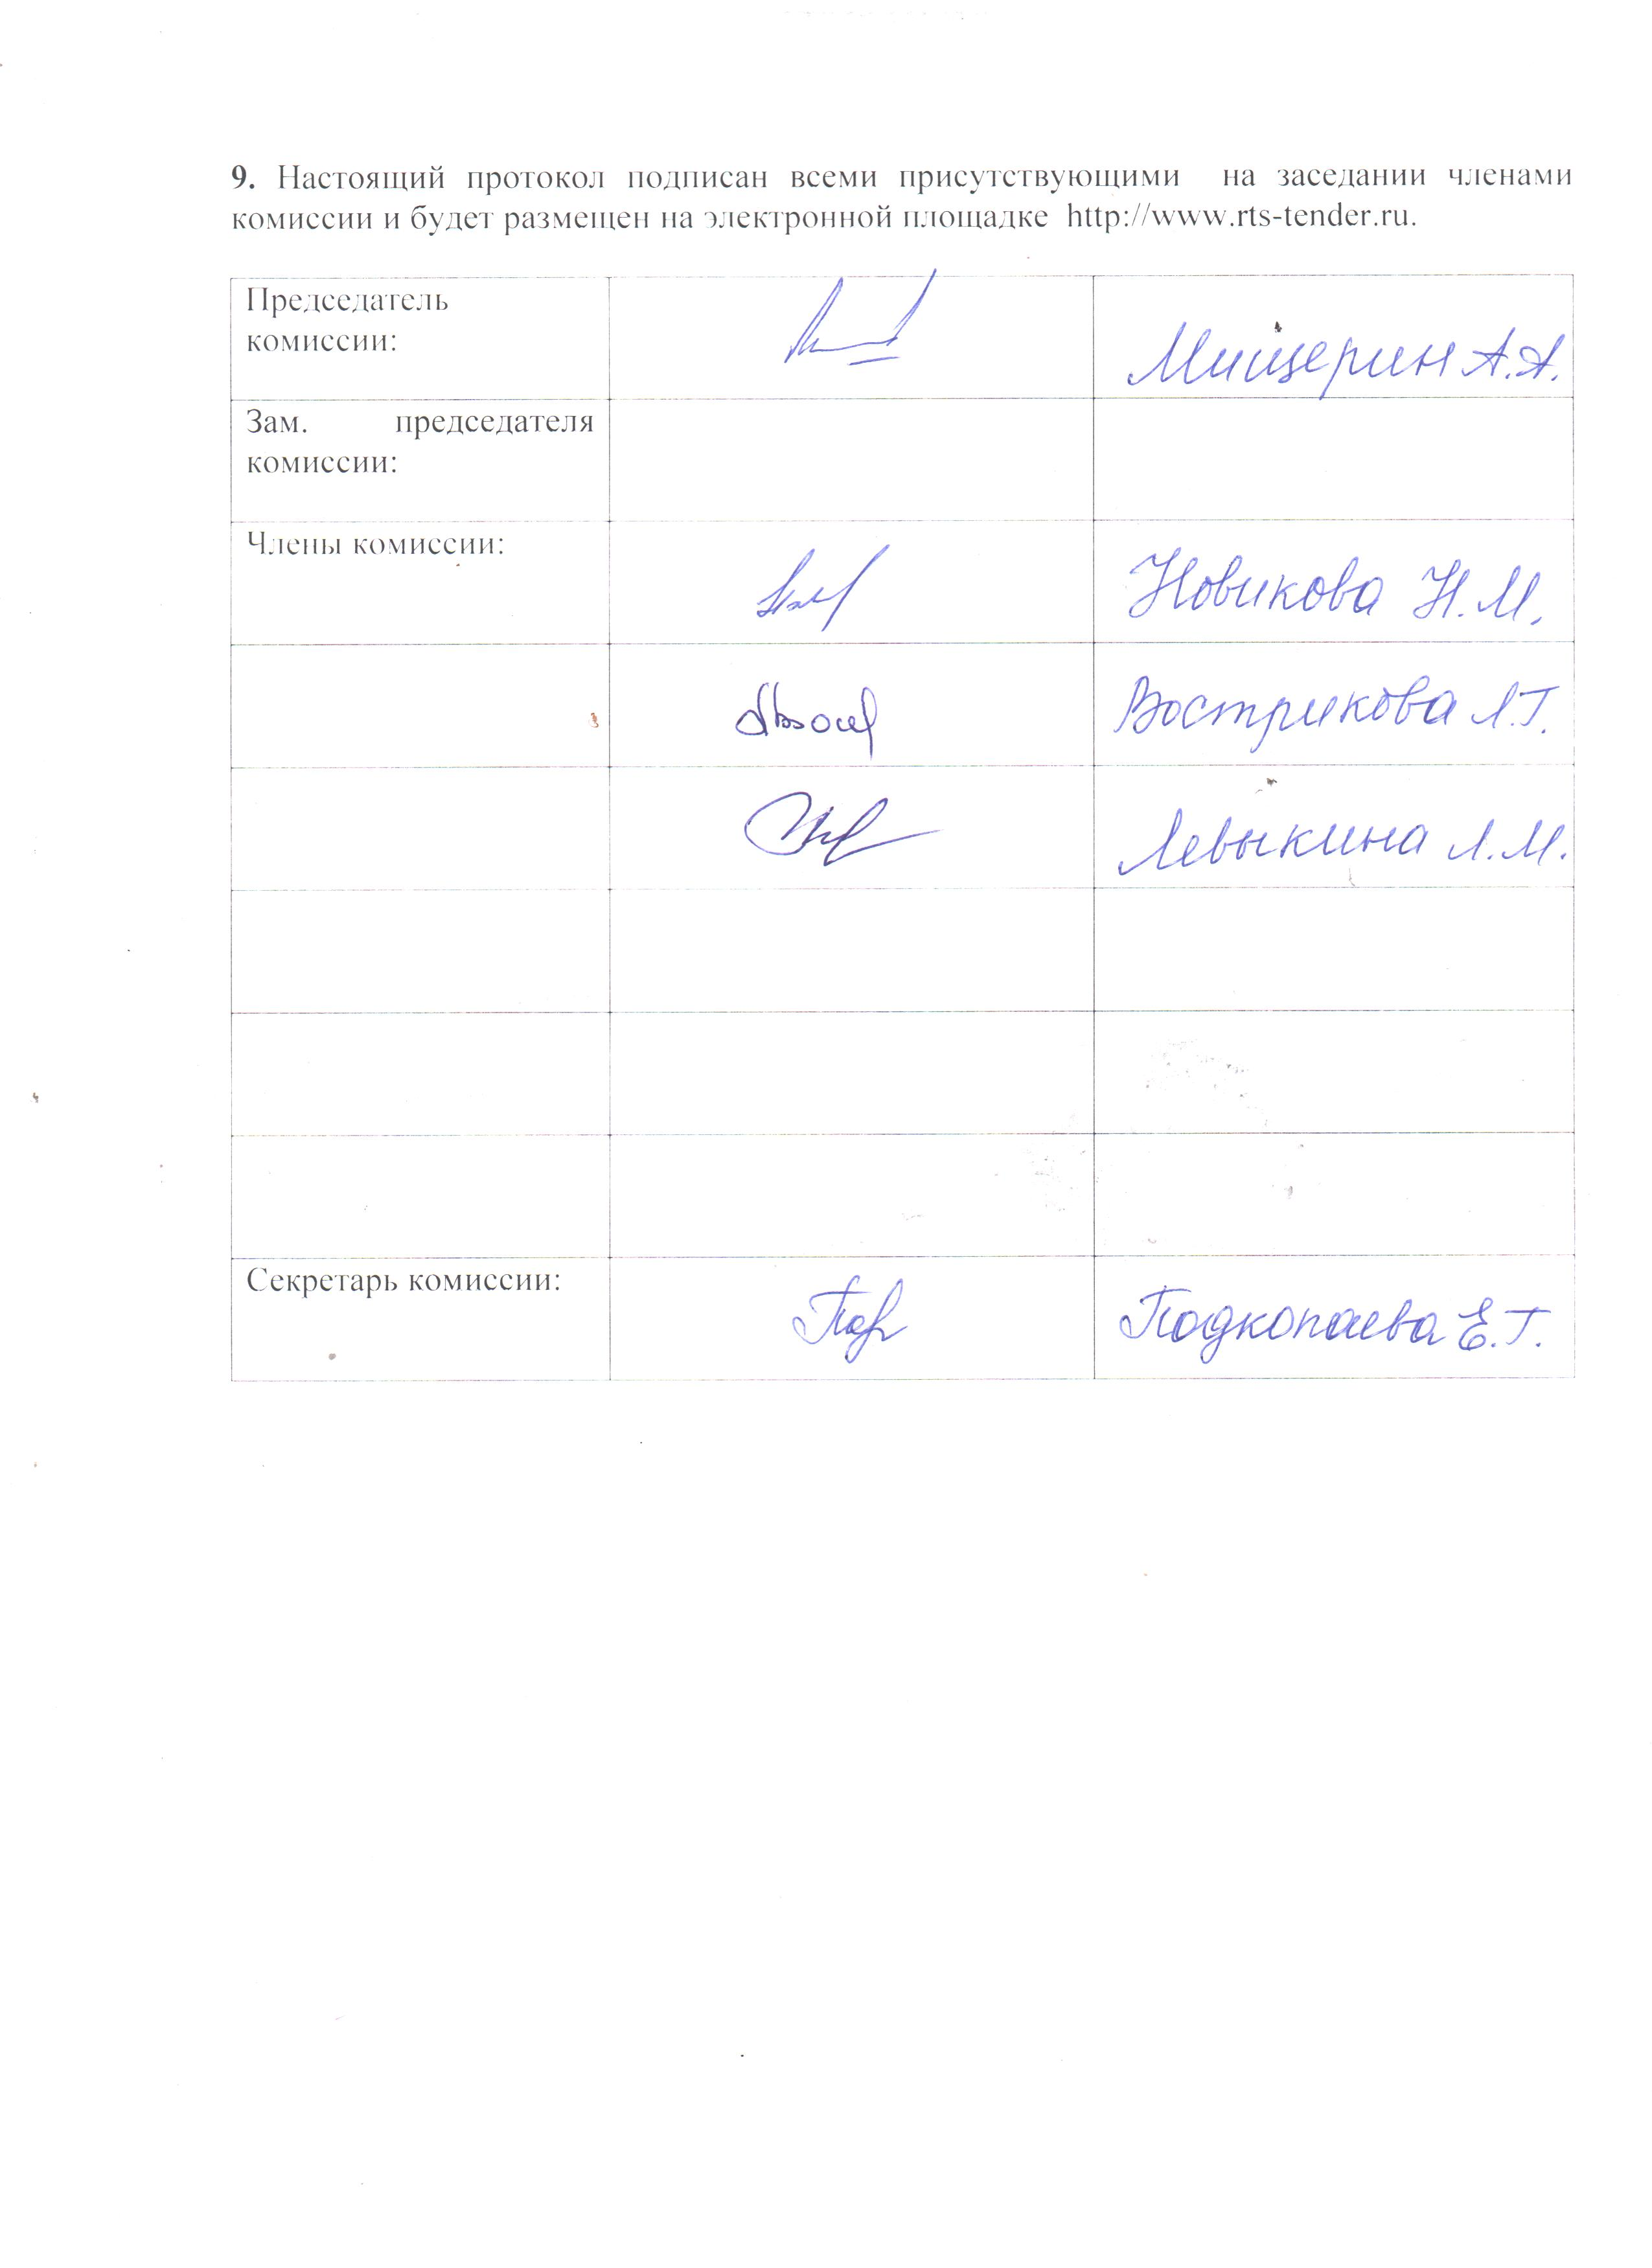 9. Настоящий протокол подписан всеми присутствующими на заседании членами
комиссии и будет размещен на электронной площадке http://www.rts-tender.ru.
Председатель
комиссии:
Мищерин А.А.
Зам. председателя
комиссии:
Члены комиссии:
Новикова Н.М.
Вострикова Л.Г.
Левыкина Л.М.
Секретарь комиссии:
Подкопаева Е.Г.